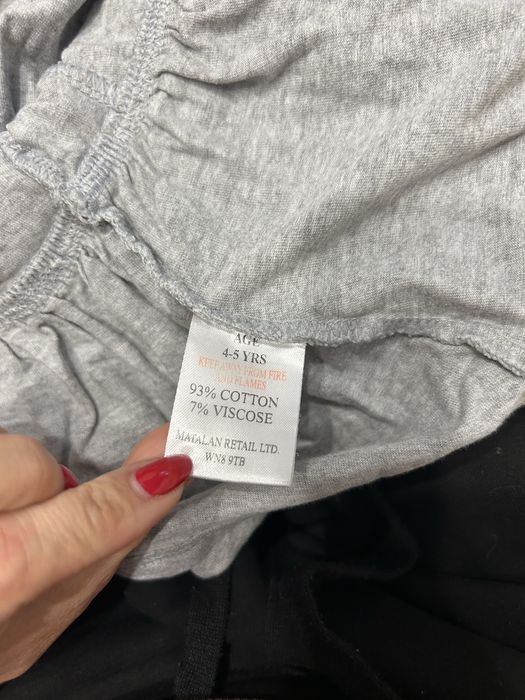 AGE
4-5 YRS
KEEP AWAY FROM FIRE
AND FLAMES
93% COTTON
7% VISCOSE
MATALAN RETAIL LTD.
WN8 9TB